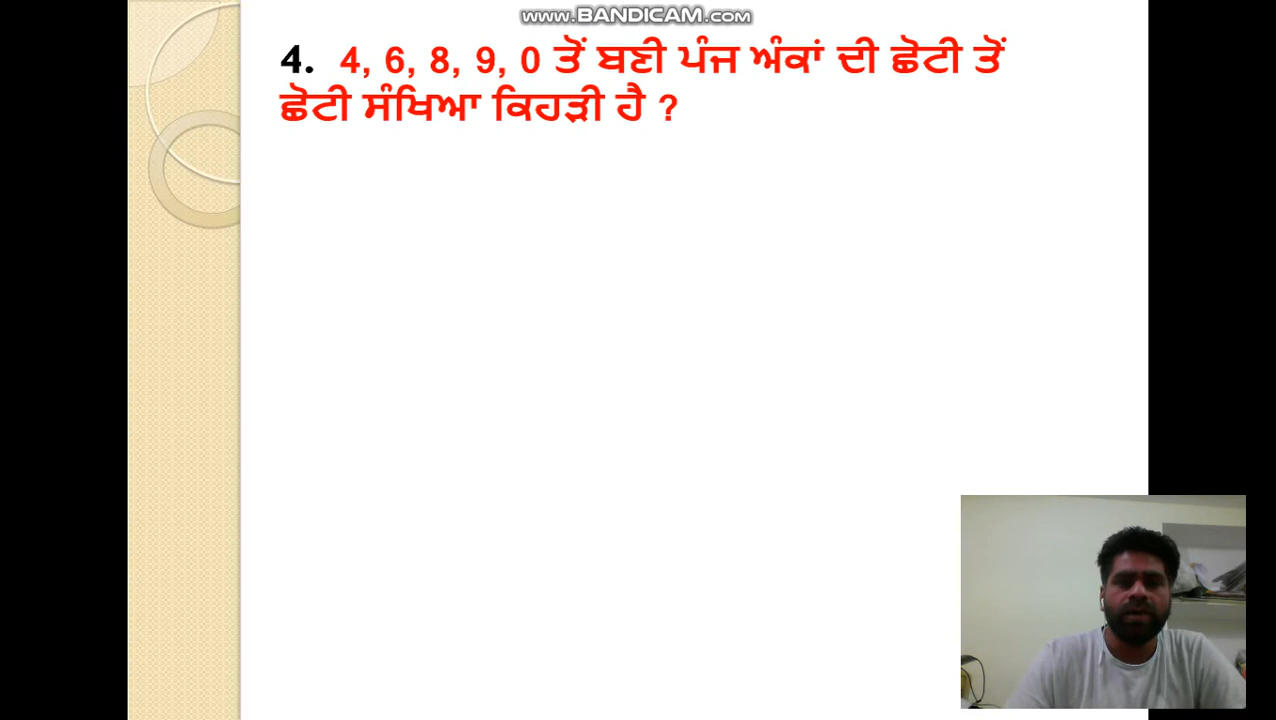 www.BANDICAM.com
4. 4, 6, 8, 9, 0 ਤੋਂ ਬਣੀ ਪੰਜ ਅੰਕਾਂ ਦੀ ਛੋਟੀ ਤੋਂ
ਛੋਟੀ ਸੰਖਿਆ ਕਿਹੜੀ ਹੈ ?